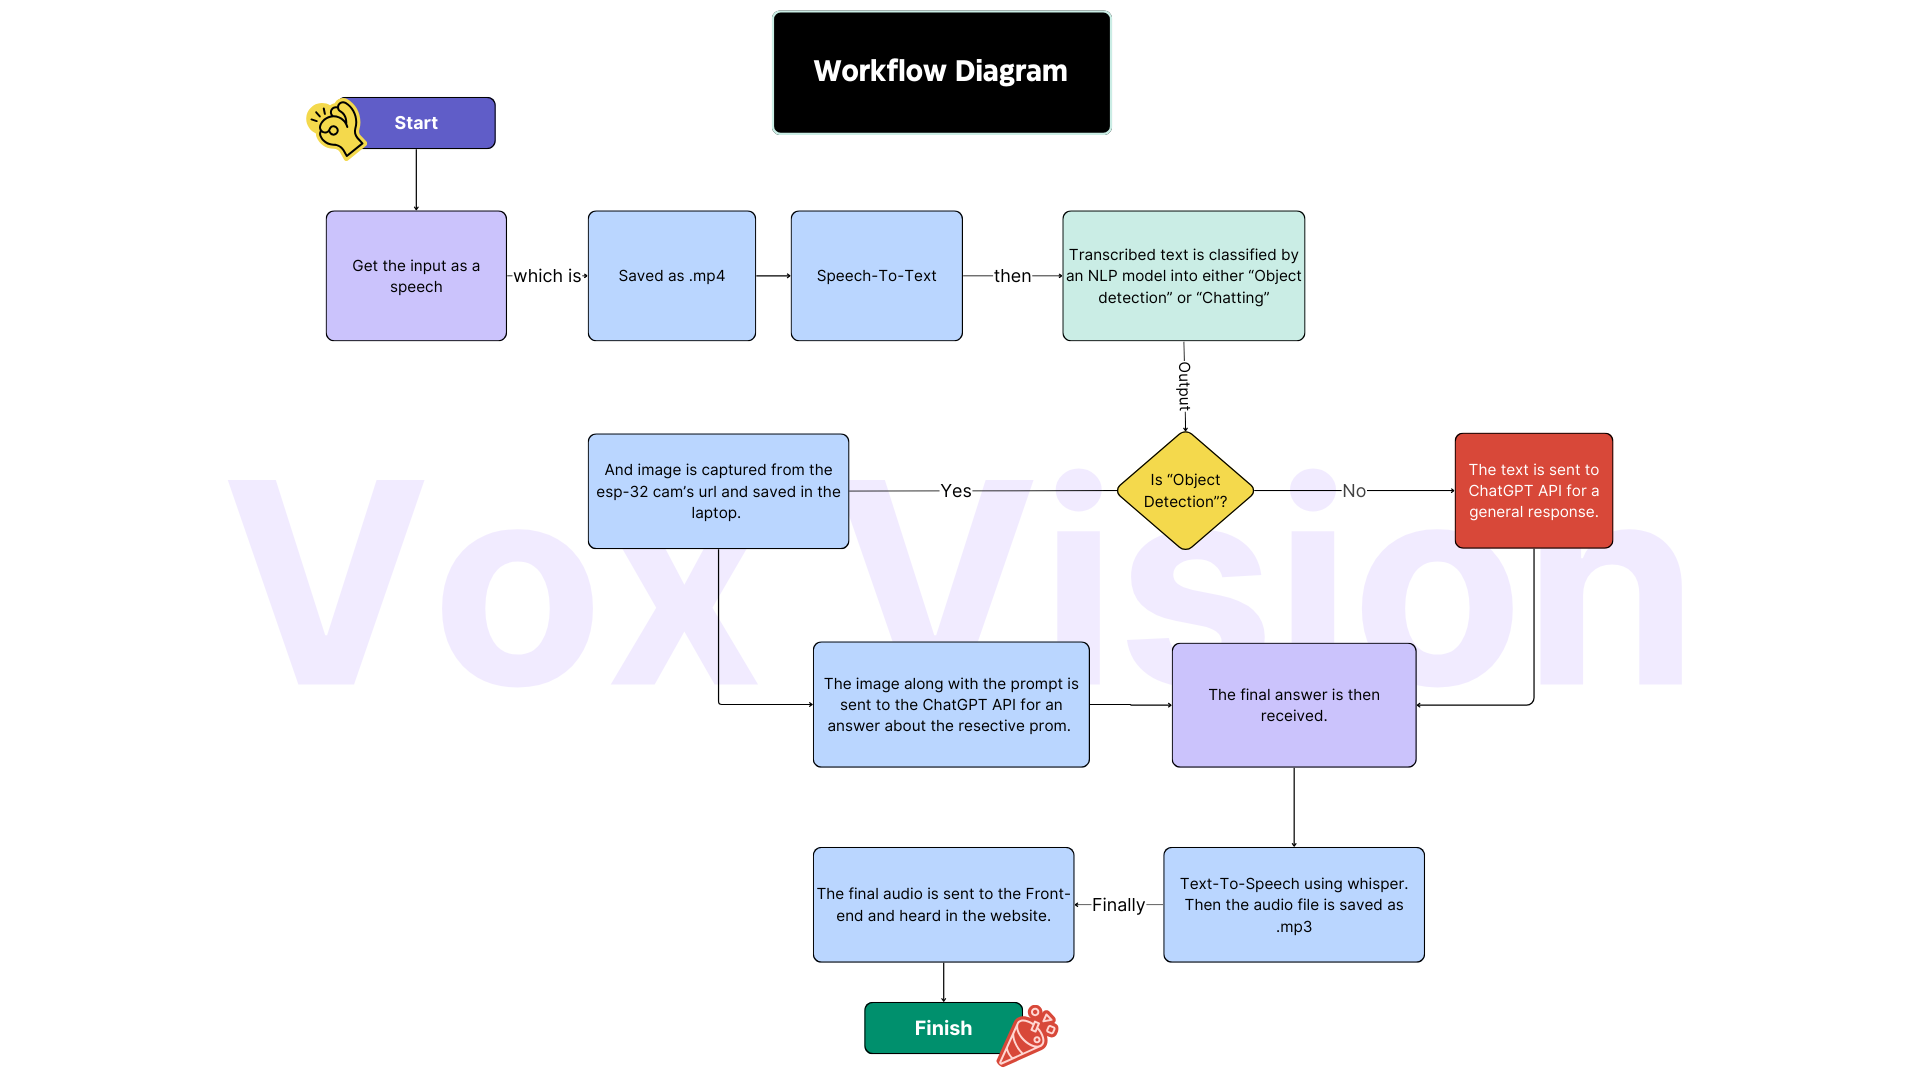 Workflow Diagram
Start
Get the input as a
speech
which is
Saved as .mp4
Speech-To-Text
then
Transcribed text is classified by
an NLP model into either “Object
detection” or “Chatting”
Output
Is “Object
Detection”?
Yes
No
And image is captured from the
esp-32 cam’s url and saved in the
laptop.
The text is sent to
ChatGPT API for a
general response.
Vox Vision
The image along with the prompt is
sent to the ChatGPT API for an
answer about the resective prom.
The final answer is then
received.
Text-To-Speech using whisper.
Then the audio file is saved as
.mp3
Finally
The final audio is sent to the Front-
end and heard in the website.
Finish